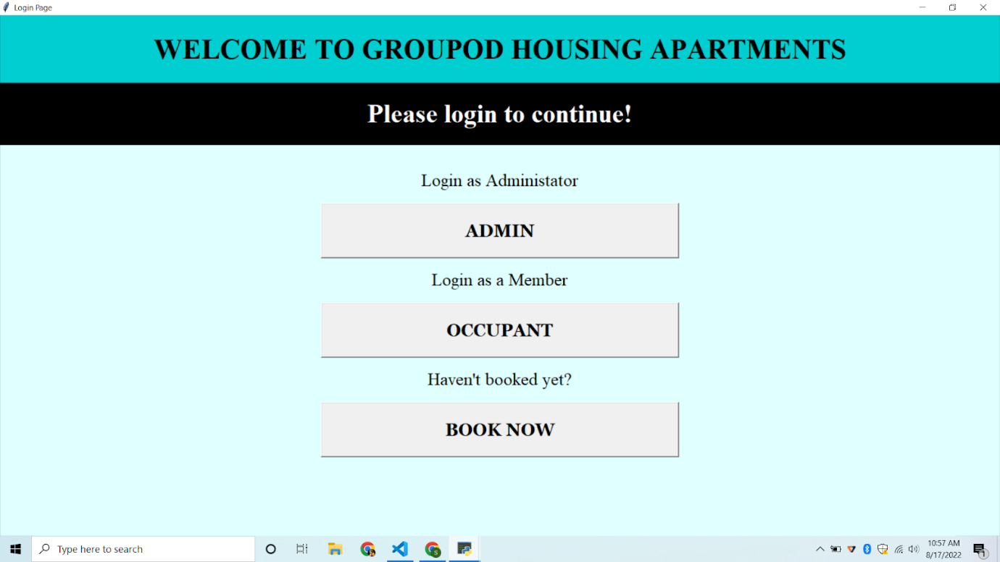 Login Page
WELCOME TO GROUPOD HOUSING APARTMENTS
Please login to continue!
Login as Administator
ADMIN
Login as a Member
OCCUPANT
Haven't booked yet?
BOOK NOW
Type here to search
10:57 AM
8/17/2022
1